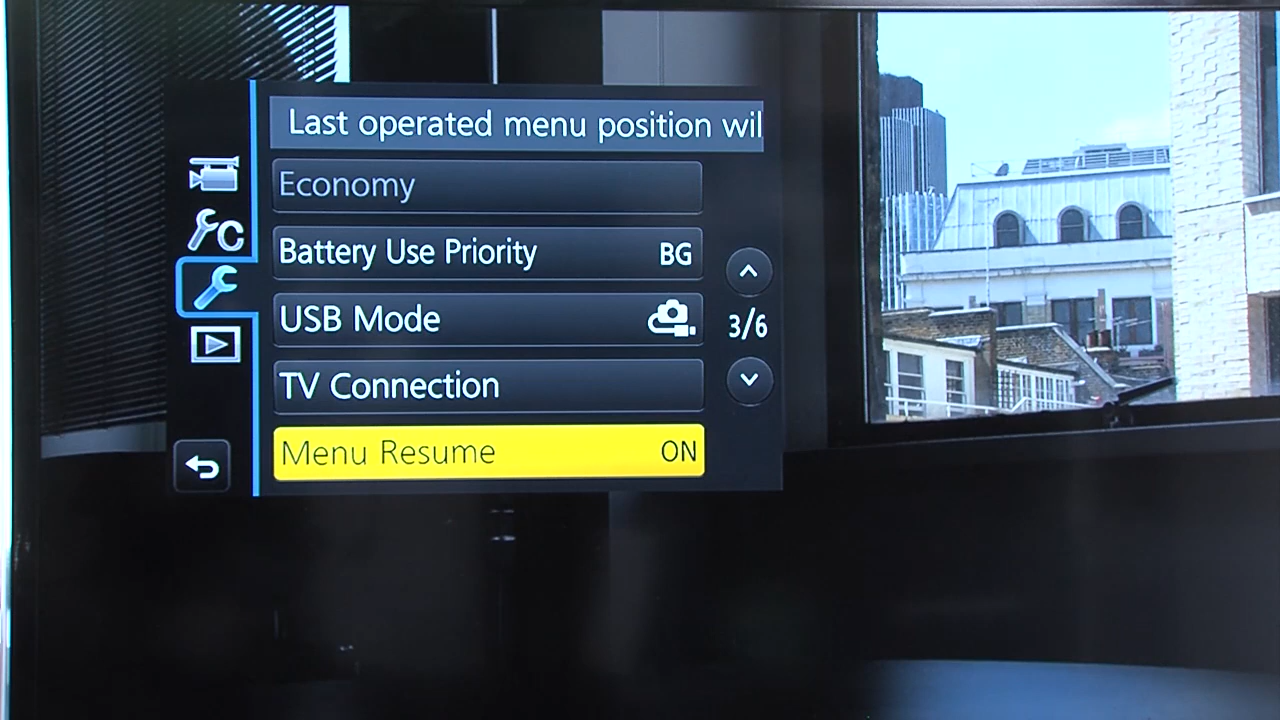 Last operated menu position wil
Economy
Battery Use Priority BG
USB Mode
3/6
TV Connection
Menu Resume ON
C